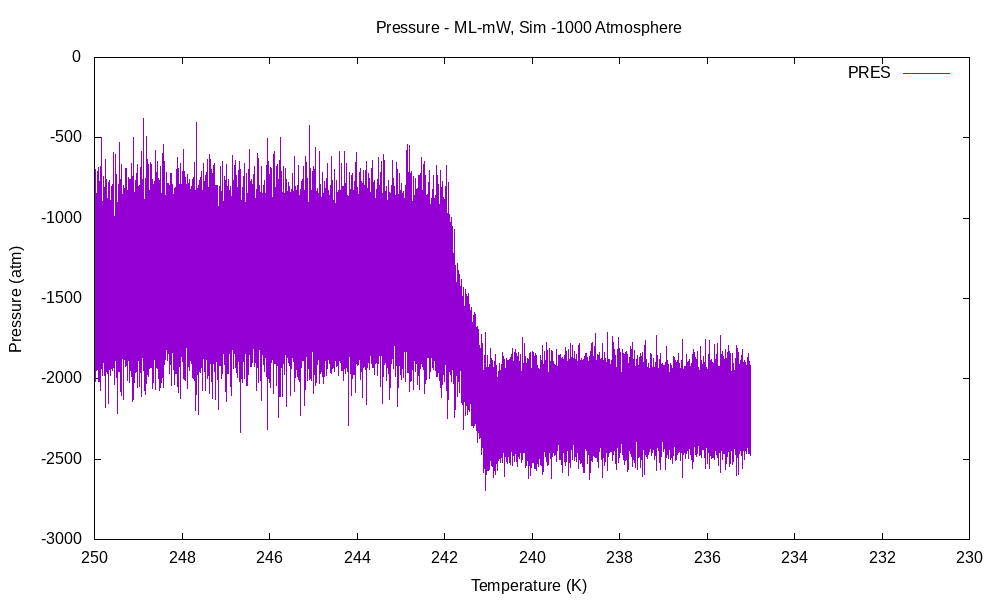 Pressure - ML-mW, Sim -1000 Atmosphere
PRES
0
-500
-1000
-1500
-2000
-2500
-3000
Pressure (atm)
250 248 246 244 242 240 238 236 234 232 230
Temperature (K)